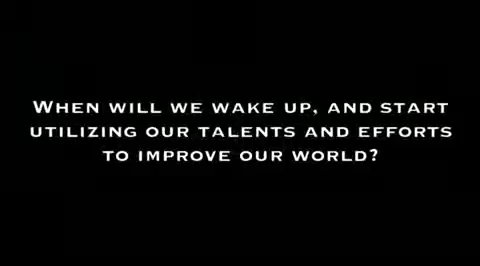 When will we wake up, and start
utilizing our talents and efforts
to improve our world?